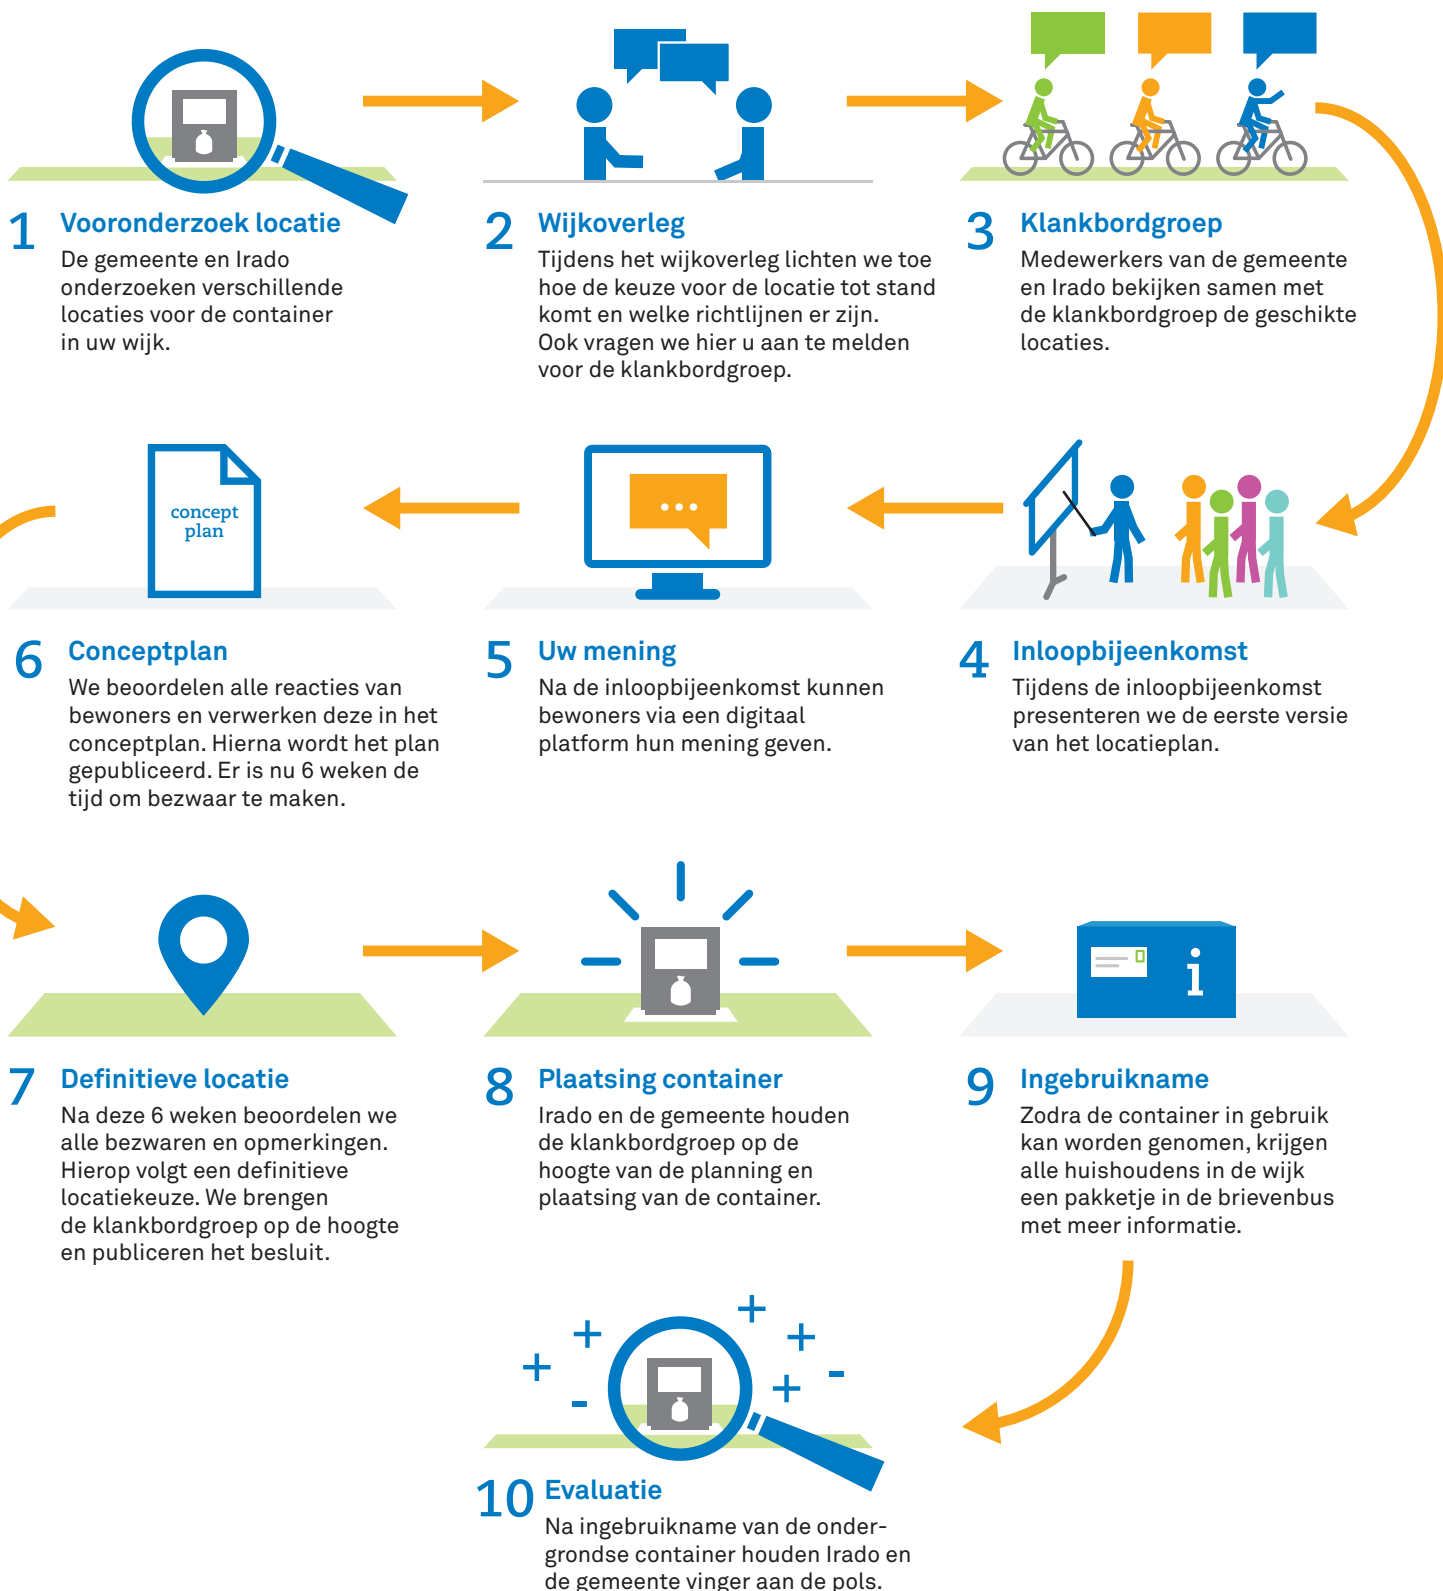 1 Vooronderzoek locatie
De gemeente en Irado
onderzoeken verschillende
locaties voor de container
in uw wijk.
2 Wijkoverleg
Tijdens het wijkoverleg lichten we toe
hoe de keuze voor de locatie tot stand
komt en welke richtlijnen er zijn.
Ook vragen we hier u aan te melden
voor de klankbordgroep.
3 Klankbordgroep
Medewerkers van de gemeente
en Irado bekijken samen met
de klankbordgroep de geschikte
locaties.
4 Inloopbijeenkomst
Tijdens de inloopbijeenkomst
presenteren we de eerste versie
van het locatieplan.
5 Uw mening
Na de inloopbijeenkomst kunnen
bewoners via een digitaal
platform hun mening geven.
concept
plan
6 Conceptplan
We beoordelen alle reacties van
bewoners en verwerken deze in het
conceptplan. Hierna wordt het plan
gepubliceerd. Er is nu 6 weken de
tijd om bezwaar te maken.
7 Definitieve locatie
Na deze 6 weken beoordelen we
alle bezwaren en opmerkingen.
Hierop volgt een definitieve
locatiekeuze. We brengen
de klankbordgroep op de hoogte
en publiceren het besluit.
8 Plaatsing container
Irado en de gemeente houden
de klankbordgroep op de
hoogte van de planning en
plaatsing van de container.
i
9 Ingebruikname
Zodra de container in gebruik
kan worden genomen, krijgen
alle huishoudens in de wijk
een pakketje in de brievenbus
met meer informatie.
10 Evaluatie
Na ingebruikname van de onder-
grondse container houden Irado en
de gemeente vinger aan de pols.